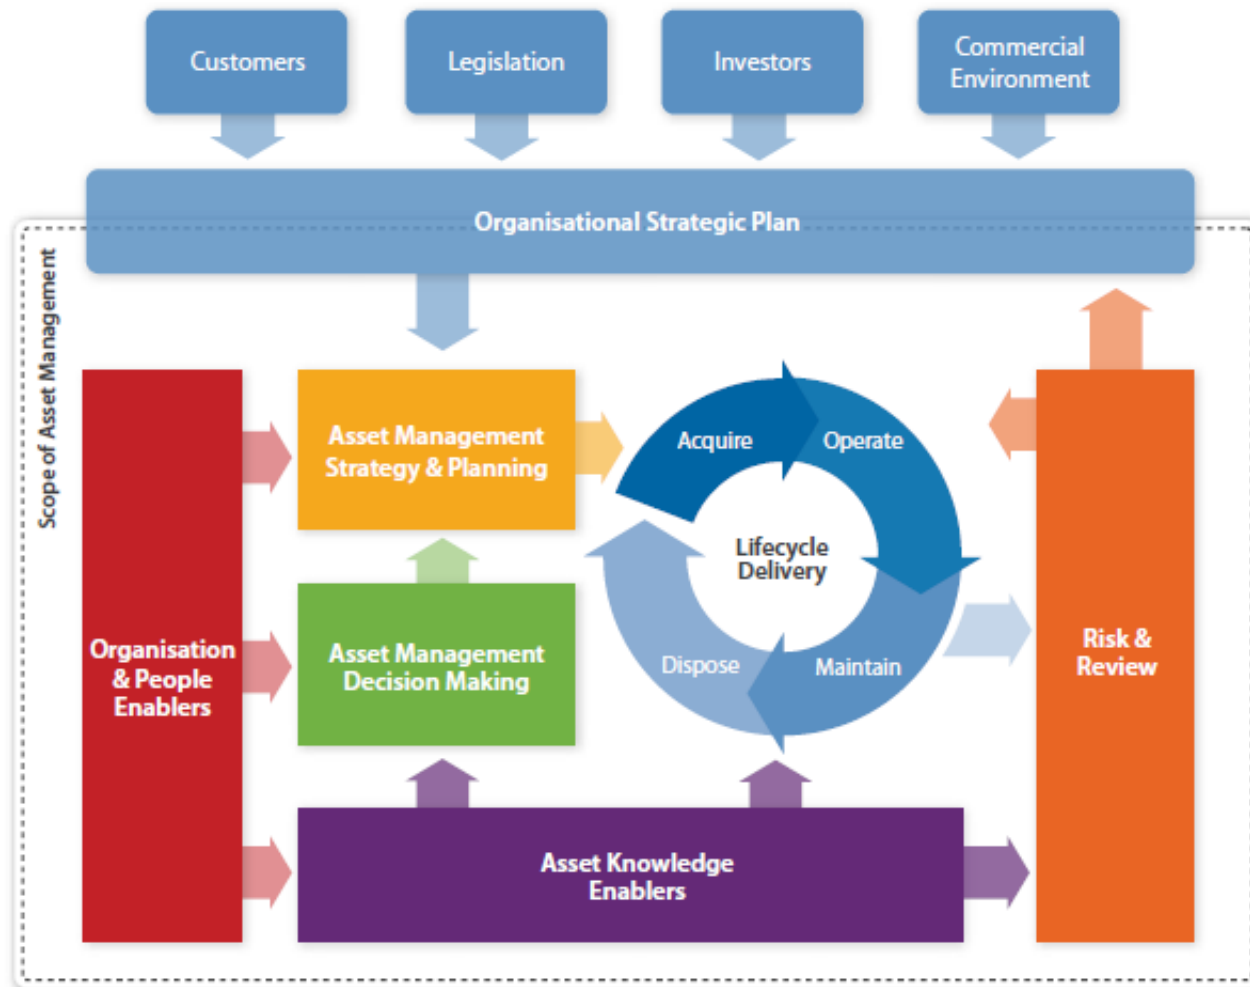 Customers
Legislation
Investors
Commercial
Environment
Organisational Strategic Plan
Scope of Asset Management
Asset Management
Strategy & Planning
Acquire
Operate
Lifecycle
Delivery
Organisation
& People
Enablers
Asset Management
Decision Making
Dispose
Maintain
Risk &
Review
Asset Knowledge
Enablers